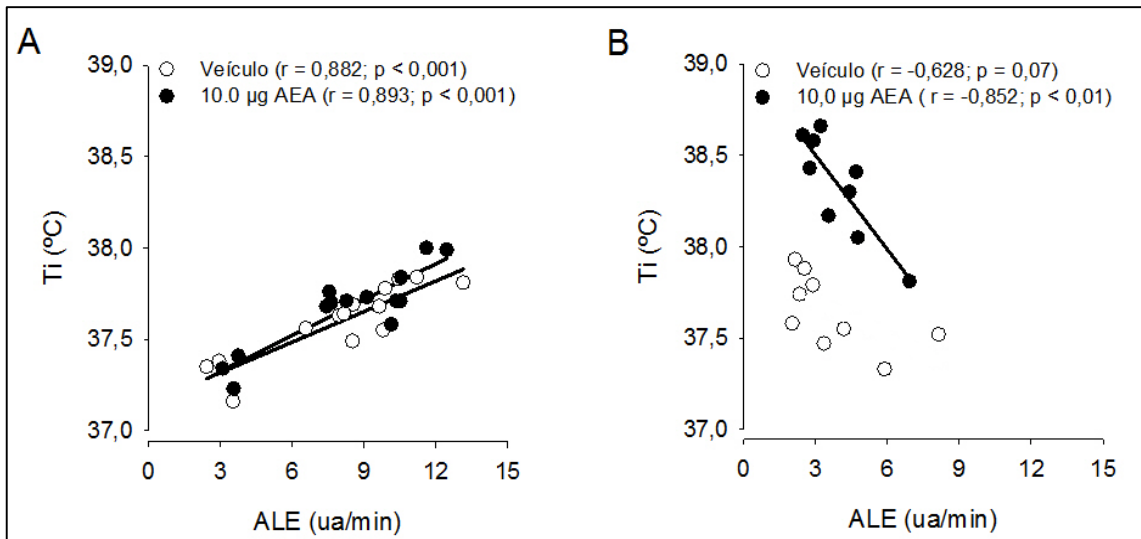 A
Veículo (r = 0,882; p < 0,001)
10.0 µg AEA (r = 0,893; p < 0,001)
39,0
38,5
38,0
37,5
37,0
Ti (ºC)
0 3 6 9 12 15
ALE (ua/min)
B
Veículo (r = -0,628; p = 0,07)
10,0 µg AEA ( r = -0,852; p < 0,01)
39,0
38,5
38,0
37,5
37,0
Ti (ºC)
0 3 6 9 12 15
ALE (ua/min)